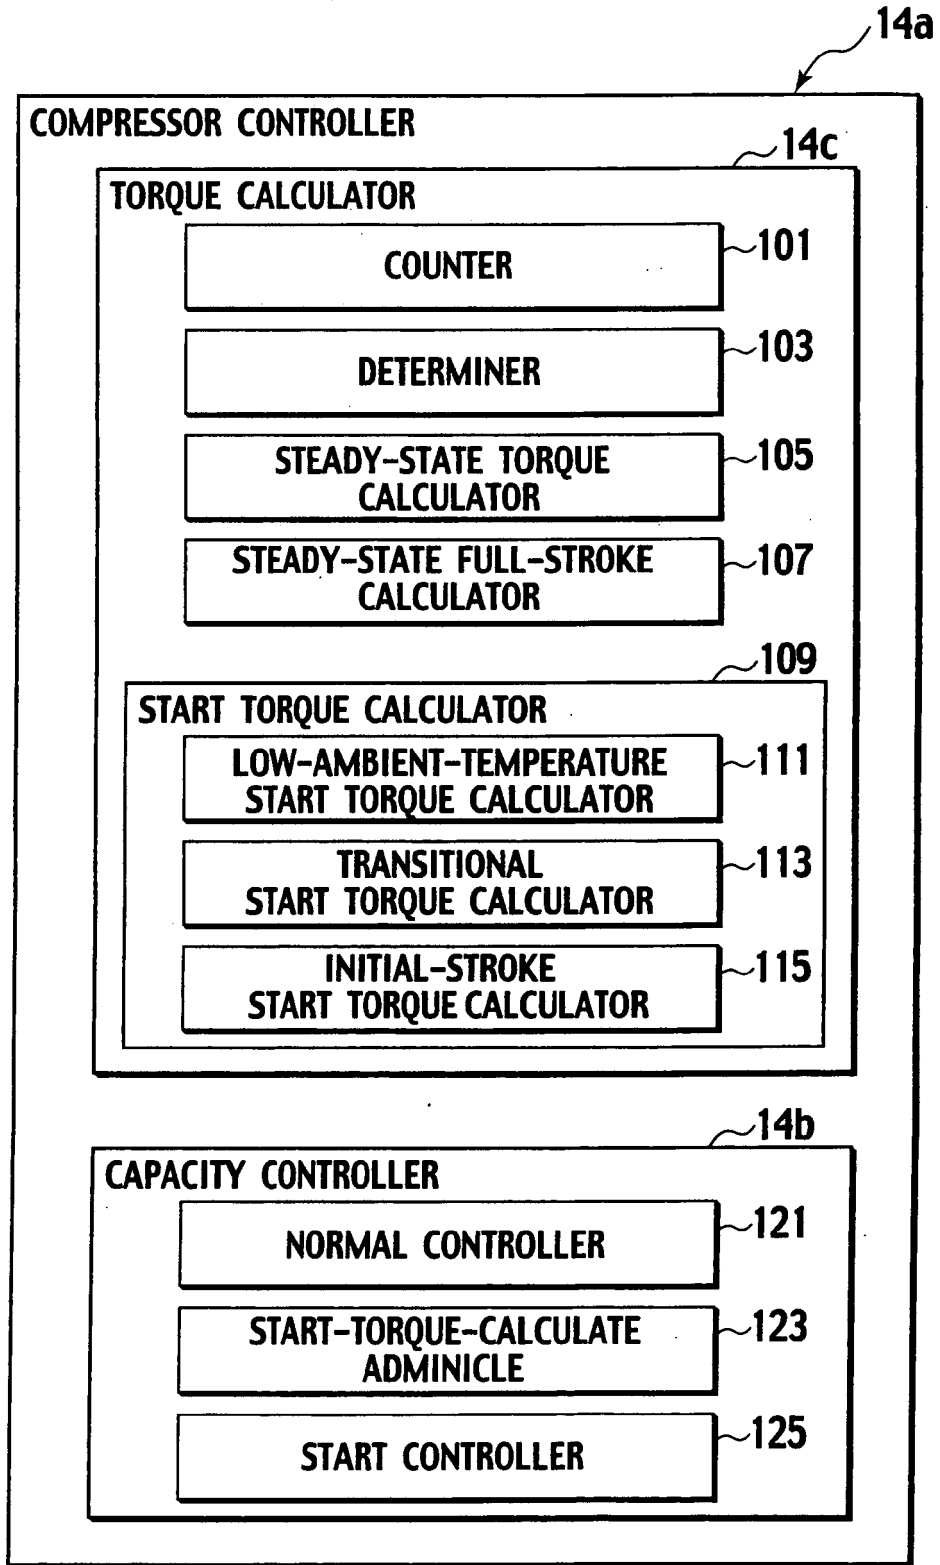 14a
COMPRESSOR CONTROLLER
14c
TORQUE CALCULATOR
COUNTER
101
DETERMINER
103
STEADY-STATE TORQUE
CALCULATOR
105
STEADY-STATE FULL-STROKE
CALCULATOR
107
109
START TORQUE CALCULATOR
LOW-AMBIENT-TEMPERATURE
START TORQUE CALCULATOR
111
TRANSITIONAL
START TORQUE CALCULATOR
113
INITIAL-STROKE
START TORQUE CALCULATOR
115
14b
CAPACITY CONTROLLER
NORMAL CONTROLLER
121
START-TORQUE-CALCULATE
ADMINICLE
123
START CONTROLLER
125